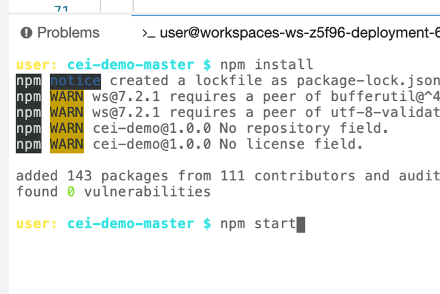 71
Problems
>_ user@workspaces-ws-z5f96-deployment-6
user: cei-demo-master $ npm install
npm notice created a lockfile as package-lock.json
npm WARN ws@7.2.1 requires a peer of bufferutil@^4
npm WARN ws@7.2.1 requires a peer of utf-8-validat
npm WARN cei-demo@1.0.0 No repository field.
npm WARN cei-demo@1.0.0 No license field.
added 143 packages from 111 contributors and audit
found 0 vulnerabilities
user: cei-demo-master $ npm start